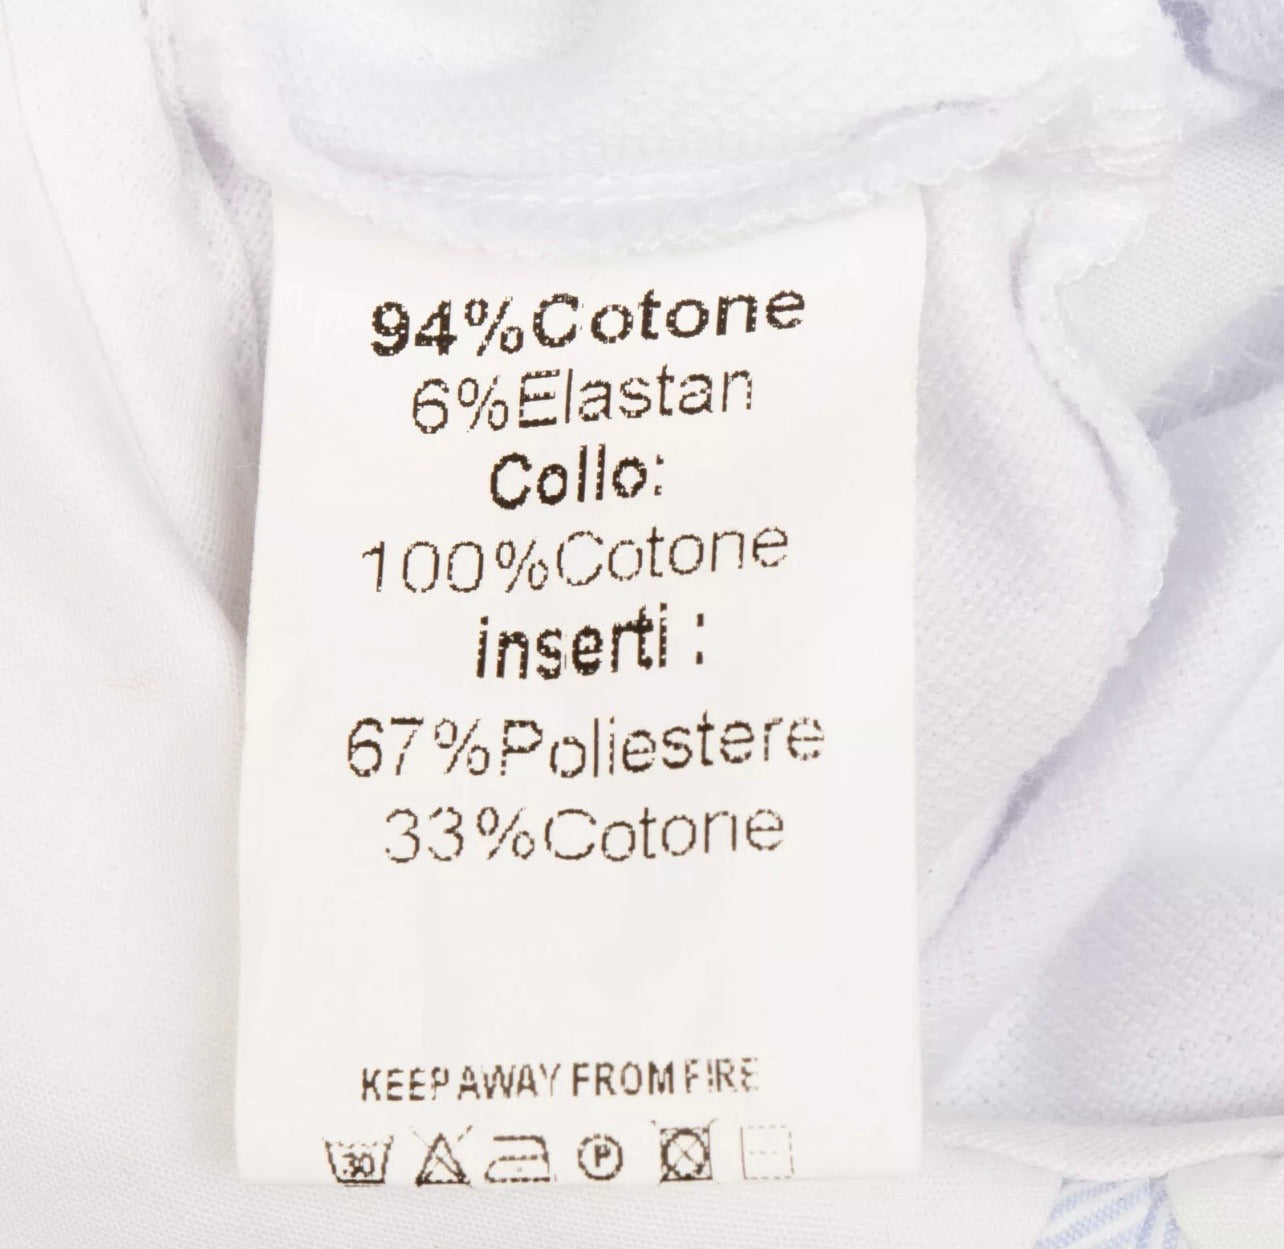 94%Cotone
6%Elastan
Collo:
100%Cotone
inserti :
67%Poliestere
33%Cotone
KEEP AWAY FROM FIRE
30 P